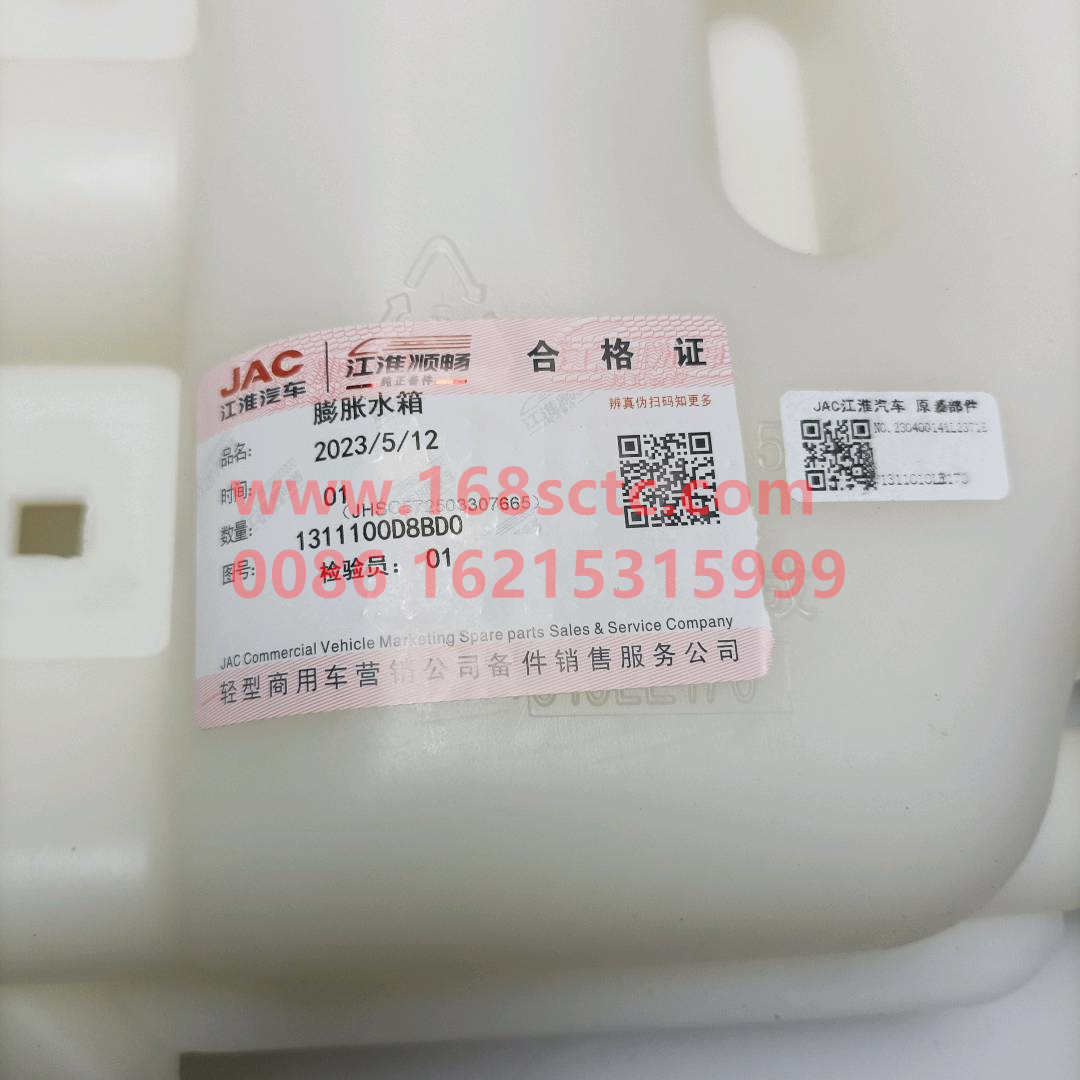 JAC
江淮汽车
江淮顺畅
纯正备件
合格证
辨真伪扫码知更多
品名: 膨胀水箱
时间: 2023/5/12
数量: 01
图号: 1311100D8BD0
检验员: 01
JAC Commercial Vehicle Marketing Spare parts Sales & Service Company
轻型商用车营销公司备件销售服务公司
JAC江淮汽车 原装部件
www.168sctc.com
0086 16215315999